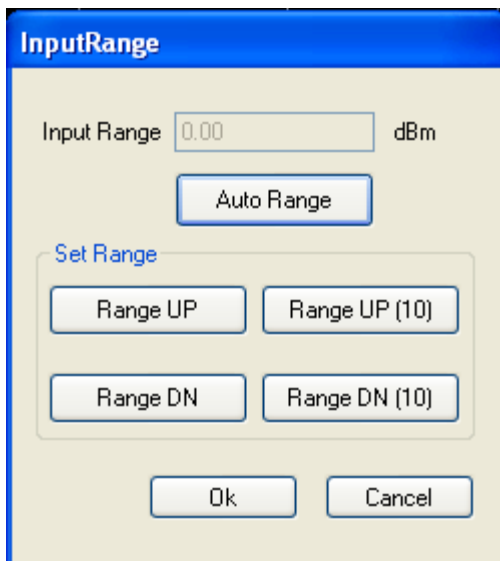 InputRange
Input Range 0.00 dBm
Auto Range
Set Range
Range UP Range UP (10)
Range DN Range DN (10)
Ok Cancel